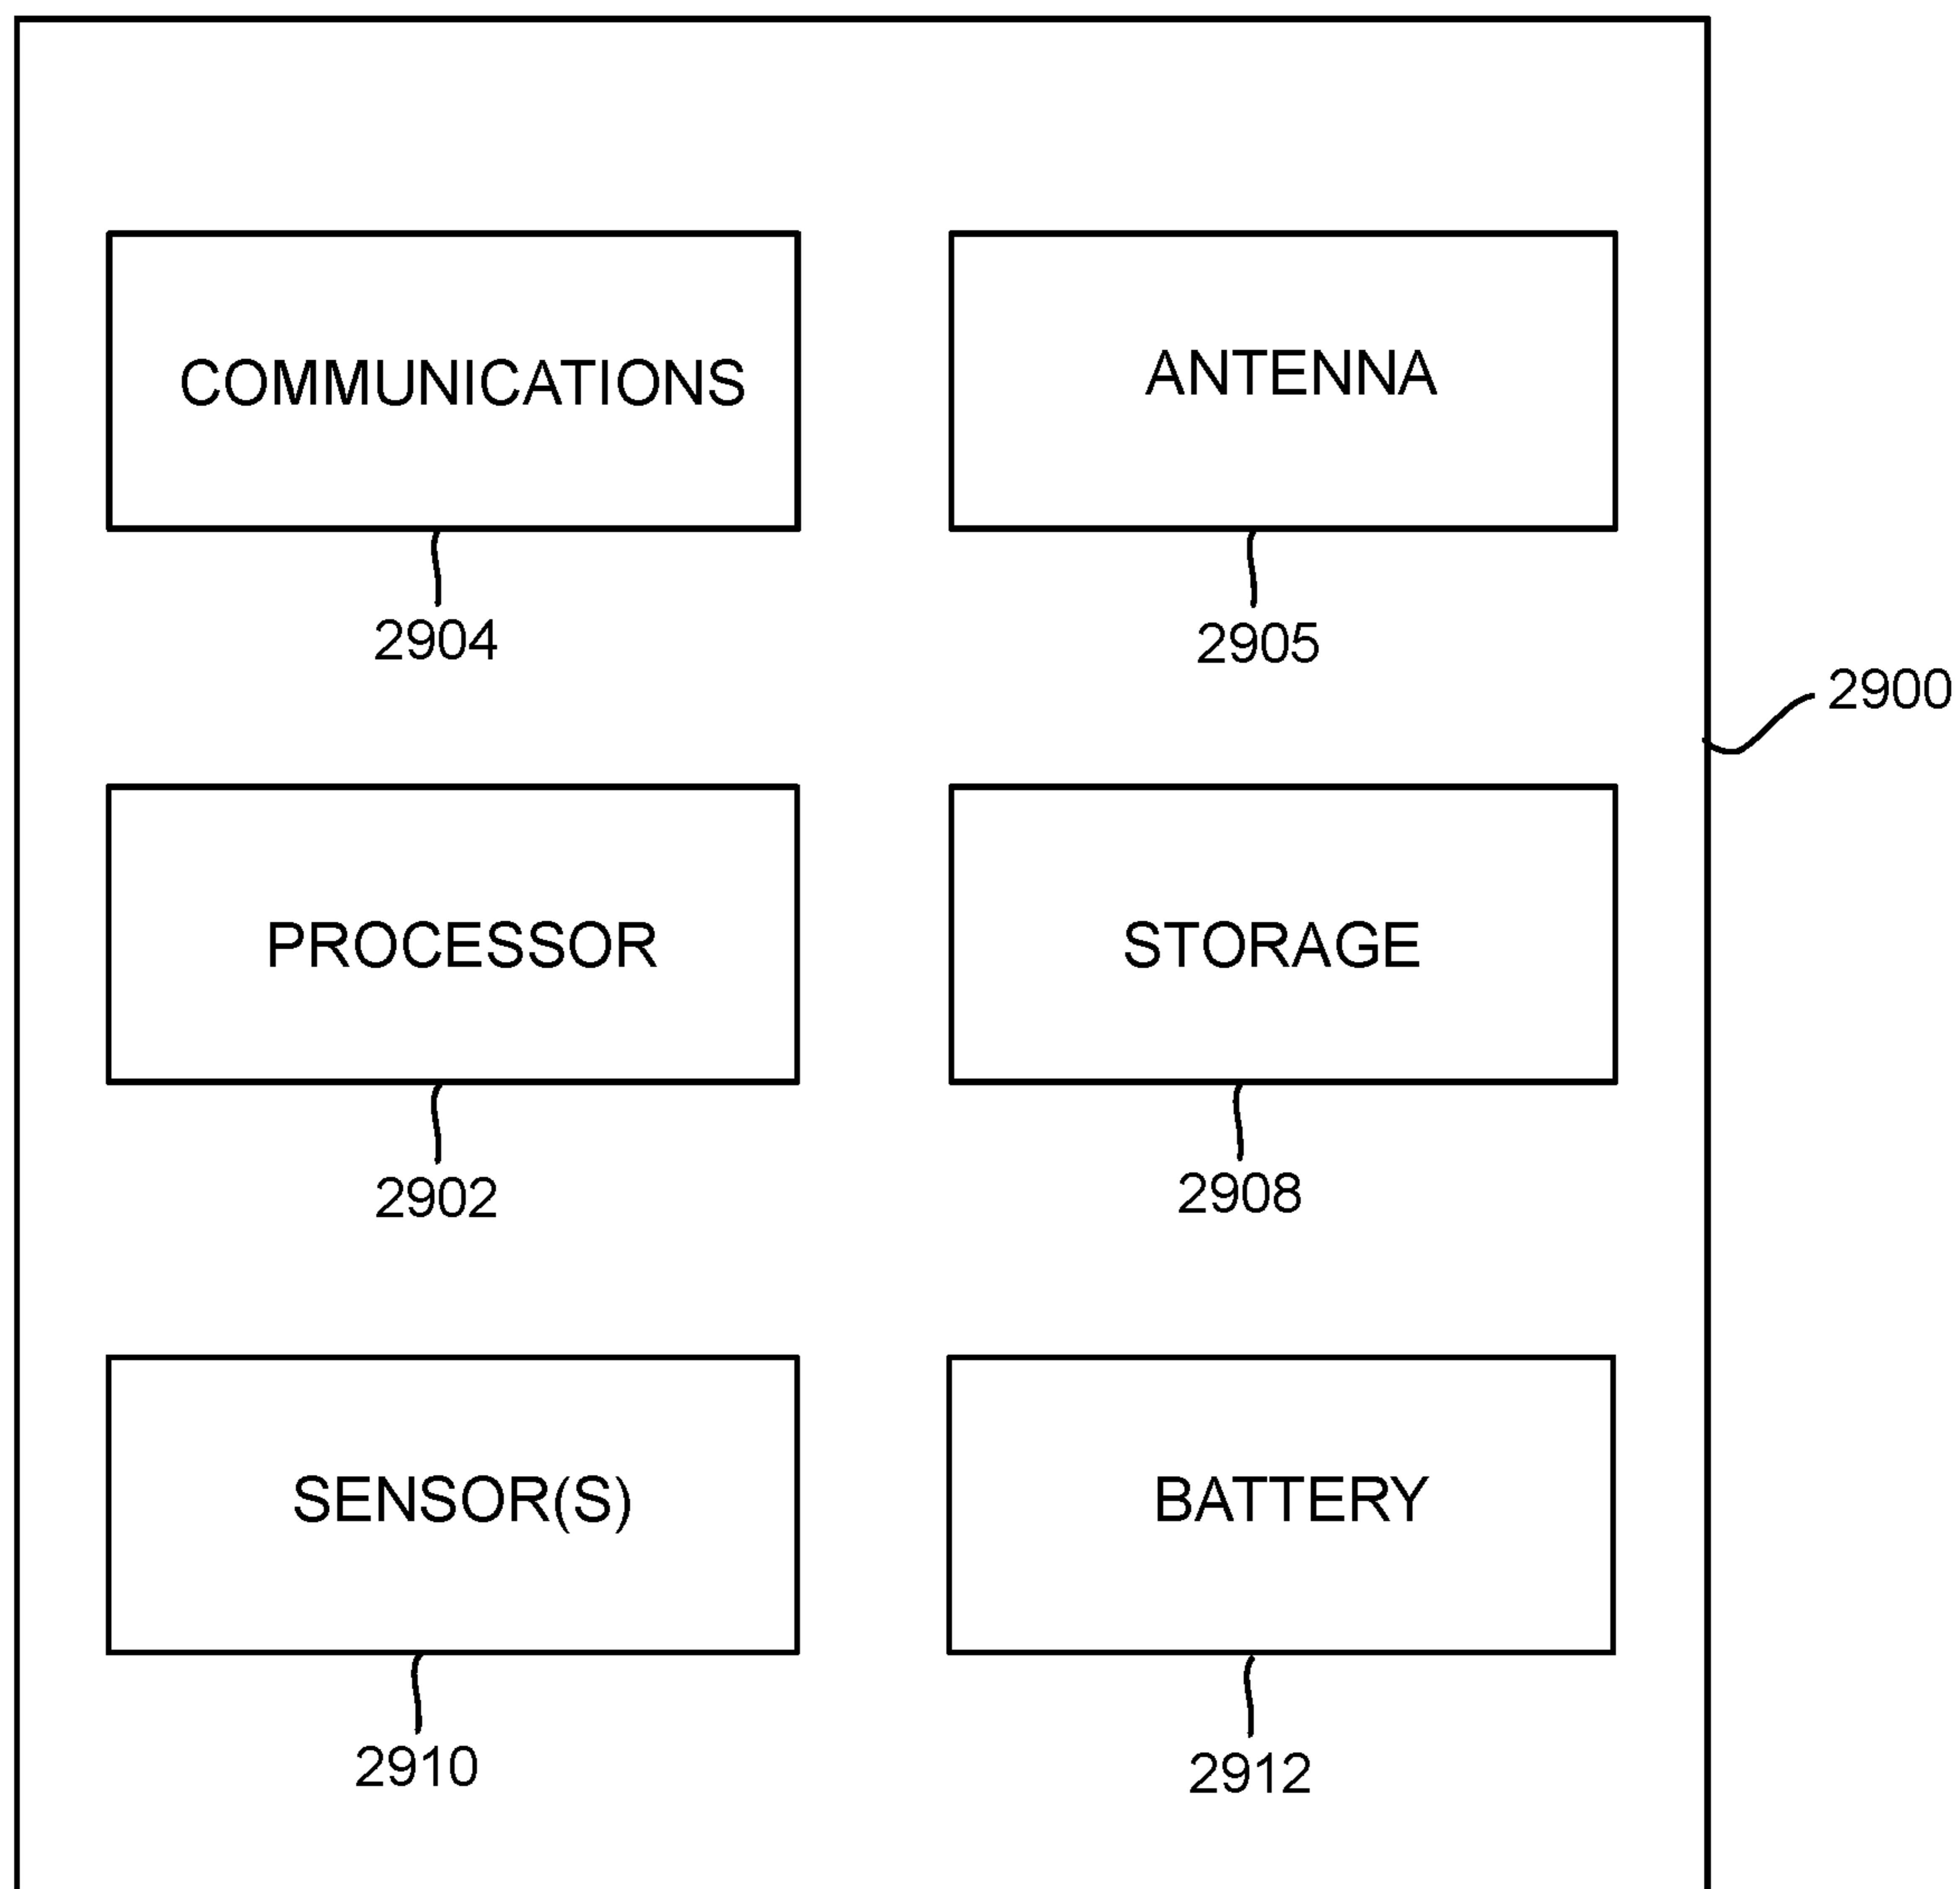 COMMUNICATIONS
ANTENNA
2904
2905
2900
PROCESSOR
STORAGE
2902
2908
SENSOR(S)
BATTERY
2910
2912